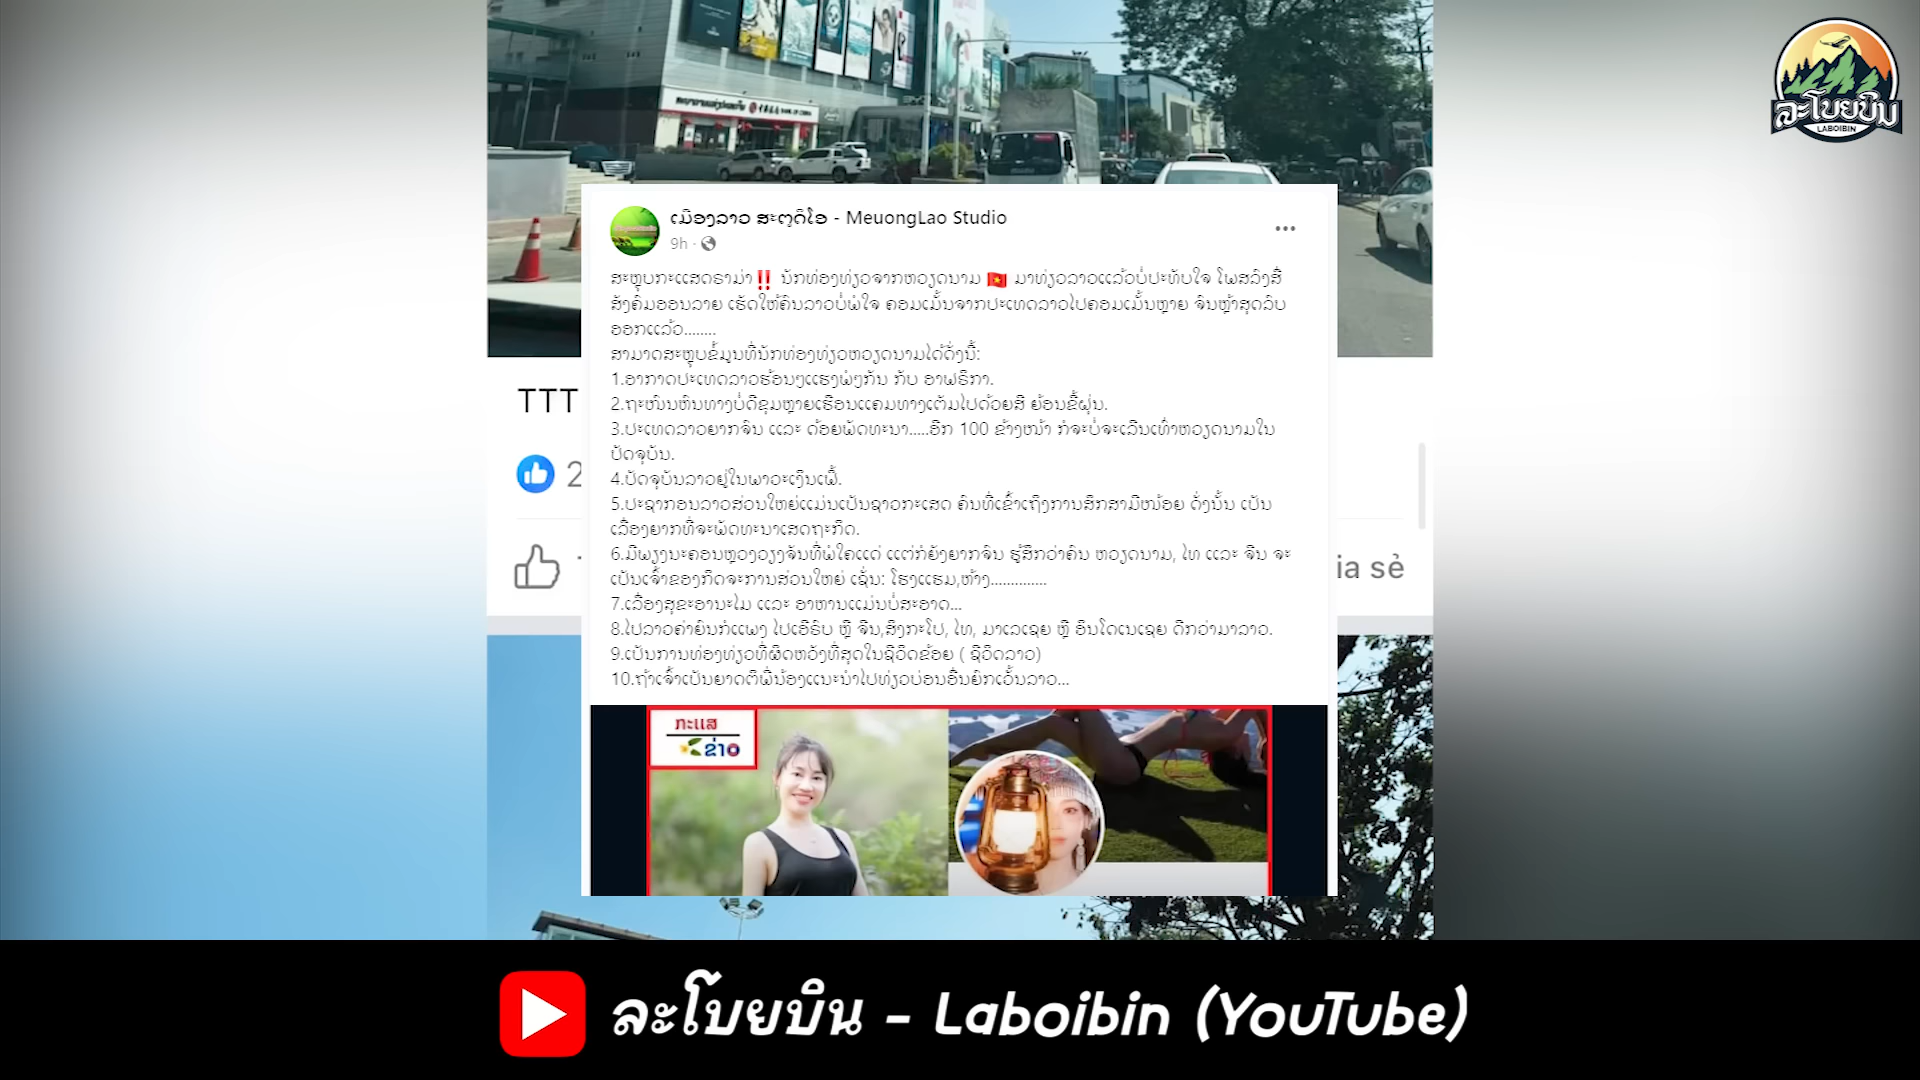 ລະໂບຍບິນ
LABOIBIN
BANK OF CHINA
ເມືອງລາວ ສະຕູດິໂອ - MeuongLao Studio
9h
ສະຫຼຸບກະແສດຣາມ່າ‼️ ນັກທ່ອງທ່ຽວຈາກຫວຽດນາມ 🇻🇳 ມາທ່ຽວລາວແລ້ວບໍ່ປະທັບໃຈ ໂພສລົງສື່
ສັງຄົມອອນລາຍ ເຮັດໃຫ້ຄົນລາວບໍ່ພໍໃຈ ຄອມເມັ້ນຈາກປະເທດລາວໄປຄອມເມັ້ນຫຼາຍ ຈົນຫຼ້າສຸດລົບ
ອອກແລ້ວ........
ສາມາດສະຫຼຸບຂໍ້ມູນທີ່ນັກທ່ອງທ່ຽວຫວຽດນາມໄດ້ດັ່ງນີ້:
1.ອາກາດປະເທດລາວຮ້ອນໆແຮງພໍໆກັນ ກັບ ອາຟຣິກາ.
2.ຖະໜົນຫົນທາງບໍ່ດີຂຸມຫຼາຍເຮືອນແຄມທາງເຕັມໄປດ້ວຍສີ ຍ້ອນຂີ້ຝຸ່ນ.
3.ປະເທດລາວຍາກຈົນ ແລະ ດ້ອຍພັດທະນາ.....ອີກ 100 ຂ້າງໜ້າ ກໍຈະບໍ່ຈະເລີນເທົ່າຫວຽດນາມໃນ
ປັດຈຸບັນ.
4.ປັດຈຸບັນລາວຢູ່ໃນພາວະເງິນເຟີ້.
5.ປະຊາກອນລາວສ່ວນໃຫຍ່ແມ່ນເປັນຊາວກະເສດ ຄົນທີ່ເຂົ້າເຖິງການສຶກສາມີໜ້ອຍ ດັ່ງນັ້ນ ເປັນ
ເລື່ອງຍາກທີ່ຈະພັດທະນາເສດຖະກິດ.
6.ມີພຽງນະຄອນຫຼວງວຽງຈັນທີ່ພໍໃຄແດ່ ແຕ່ກໍຍັງຍາກຈົນ ຮູ້ສຶກວ່າຄົນ ຫວຽດນາມ, ໄທ ແລະ ຈີນ ຈະ
ເປັນເຈົ້າຂອງກິດຈະການສ່ວນໃຫຍ່ ເຊັ່ນ: ໂຮງແຮມ,ຫ້າງ..............
7.ເລື່ອງສຸຂະອານະໄມ ແລະ ອາຫານແມ່ນບໍ່ສະອາດ...
8.ໄປລາວຄ່າຍົນກໍແພງ ໄປເອີຣົບ ຫຼື ຈີນ,ສິງກະໂປ, ໄທ, ມາເລເຊຍ ຫຼື ອິນໂດເນເຊຍ ດີກວ່າມາລາວ.
9.ເປັນການທ່ອງທ່ຽວທີ່ຜິດຫວັງທີ່ສຸດໃນຊີວິດຂ້ອຍ ( ຊີວິດລາວ)
10.ຖ້າເຈົ້າເປັນຍາດຕິພີ່ນ້ອງແນະນຳໄປທ່ຽວບ່ອນອື່ນຍົກເວັ້ນລາວ...
TTT
2
ia sẻ
ກະແສ
ຂ່າວ
ລະໂບຍບິນ - Laboibin (YouTube)